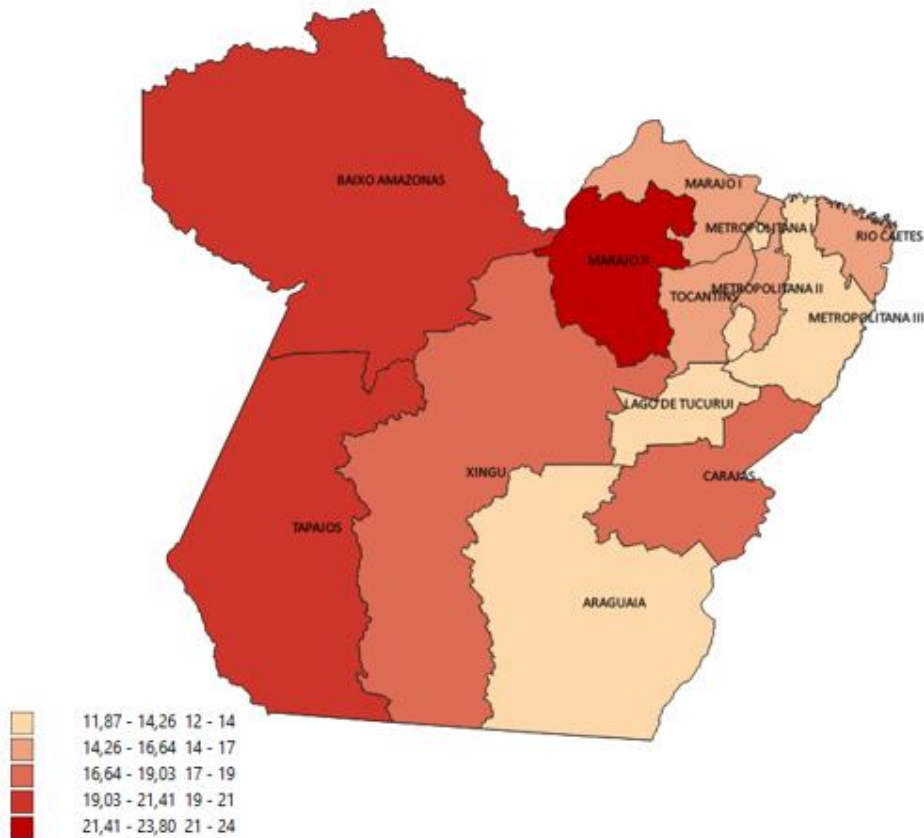 BAIXO AMAZONAS
MARAJO I
METROPOLITANA I
RIO CAETES
MARAJO II
TOCANTINS
METROPOLITANA II
METROPOLITANA III
LAGO DE TUCURUI
XINGU
CARAJAS
TAPAJOS
ARAGUAIA
11,87 - 14,26 12 - 14
14,26 - 16,64 14 - 17
16,64 - 19,03 17 - 19
19,03 - 21,41 19 - 21
21,41 - 23,80 21 - 24